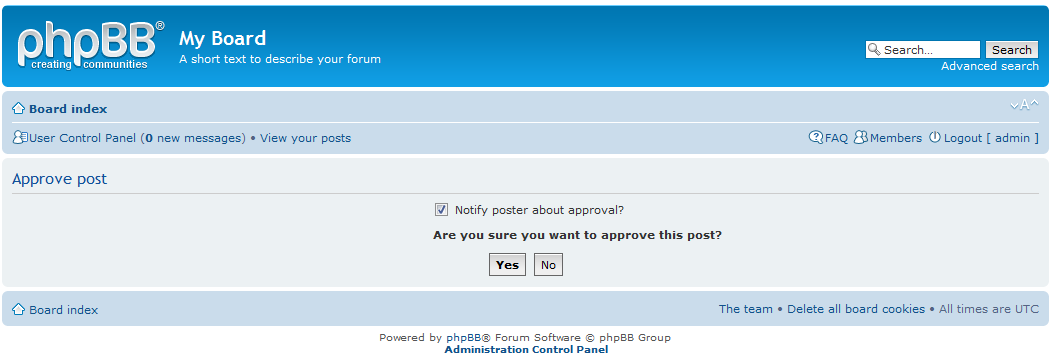 phpBB®
creating communities
My Board
A short text to describe your forum
Search…
Search
Advanced search
Board index
A
User Control Panel (0 new messages) • View your posts
FAQ Members Logout [ admin ]
Approve post
Notify poster about approval?
Are you sure you want to approve this post?
Yes No
Board index
The team • Delete all board cookies • All times are UTC
Powered by phpBB® Forum Software © phpBB Group
Administration Control Panel